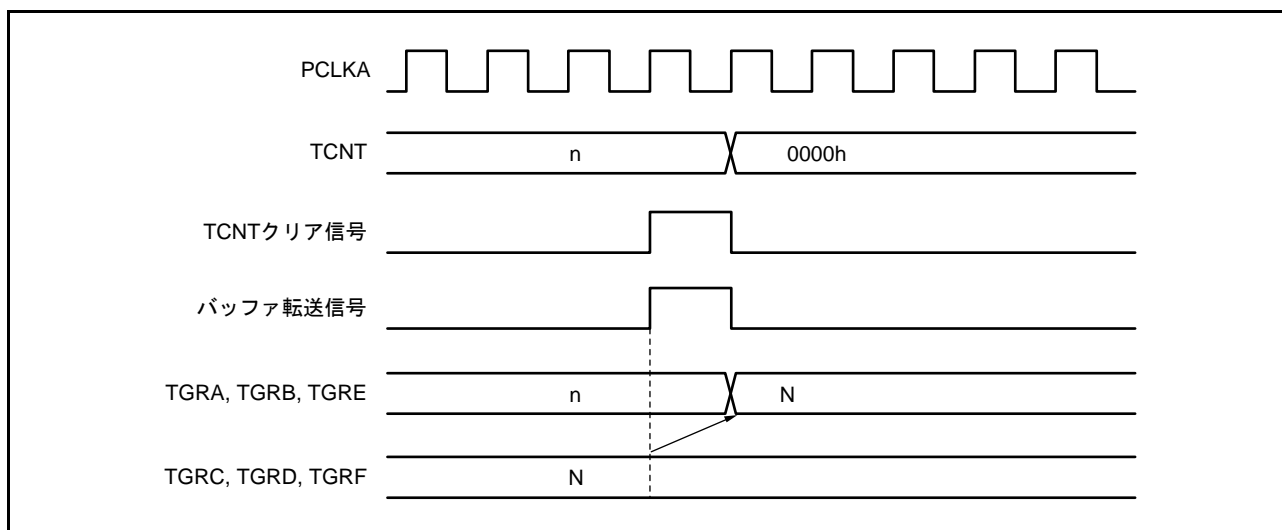 PCLKA
TCNT n 0000h
TCNTクリア信号
バッファ転送信号
TGRA, TGRB, TGRE n N
TGRC, TGRD, TGRF N